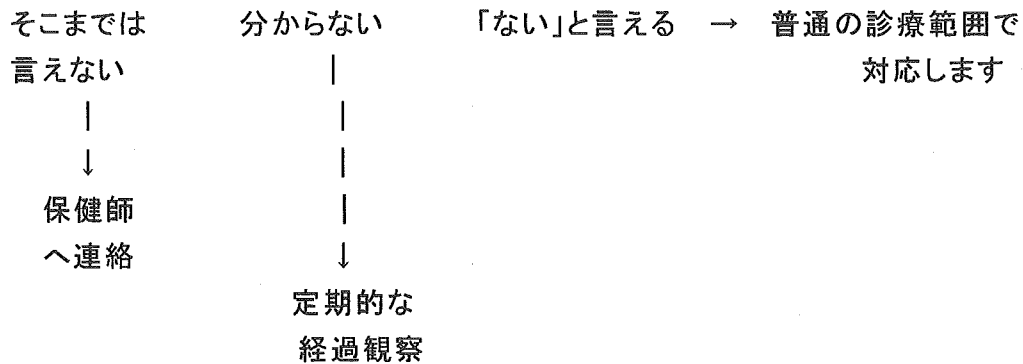 そこまでは 分からない 「ない」と言える → 普通の診療範囲で
言えない 対応します
↓
保健師
へ連絡
↓
定期的な
経過観察